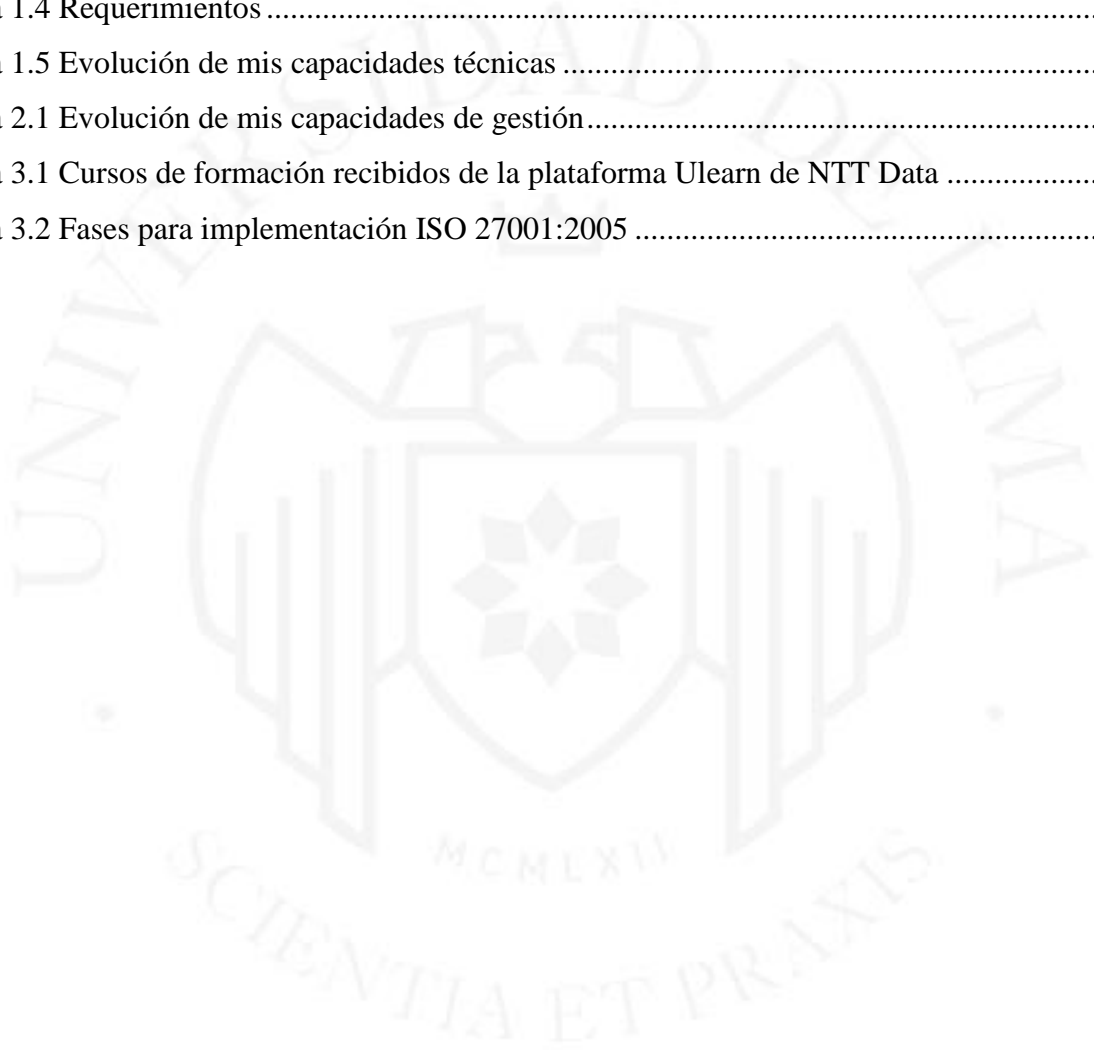 a 1.4 Requerimientos ........................................................................................................
a 1.5 Evolución de mis capacidades técnicas ................................................................
a 2.1 Evolución de mis capacidades de gestión ............................................................
a 3.1 Cursos de formación recibidos de la plataforma Ulearn de NTT Data ..................
a 3.2 Fases para implementación ISO 27001:2005 ......................................................
UNIVERSIDAD DE LIMA
MCMLXII
SCIENTIA ET PRAXIS